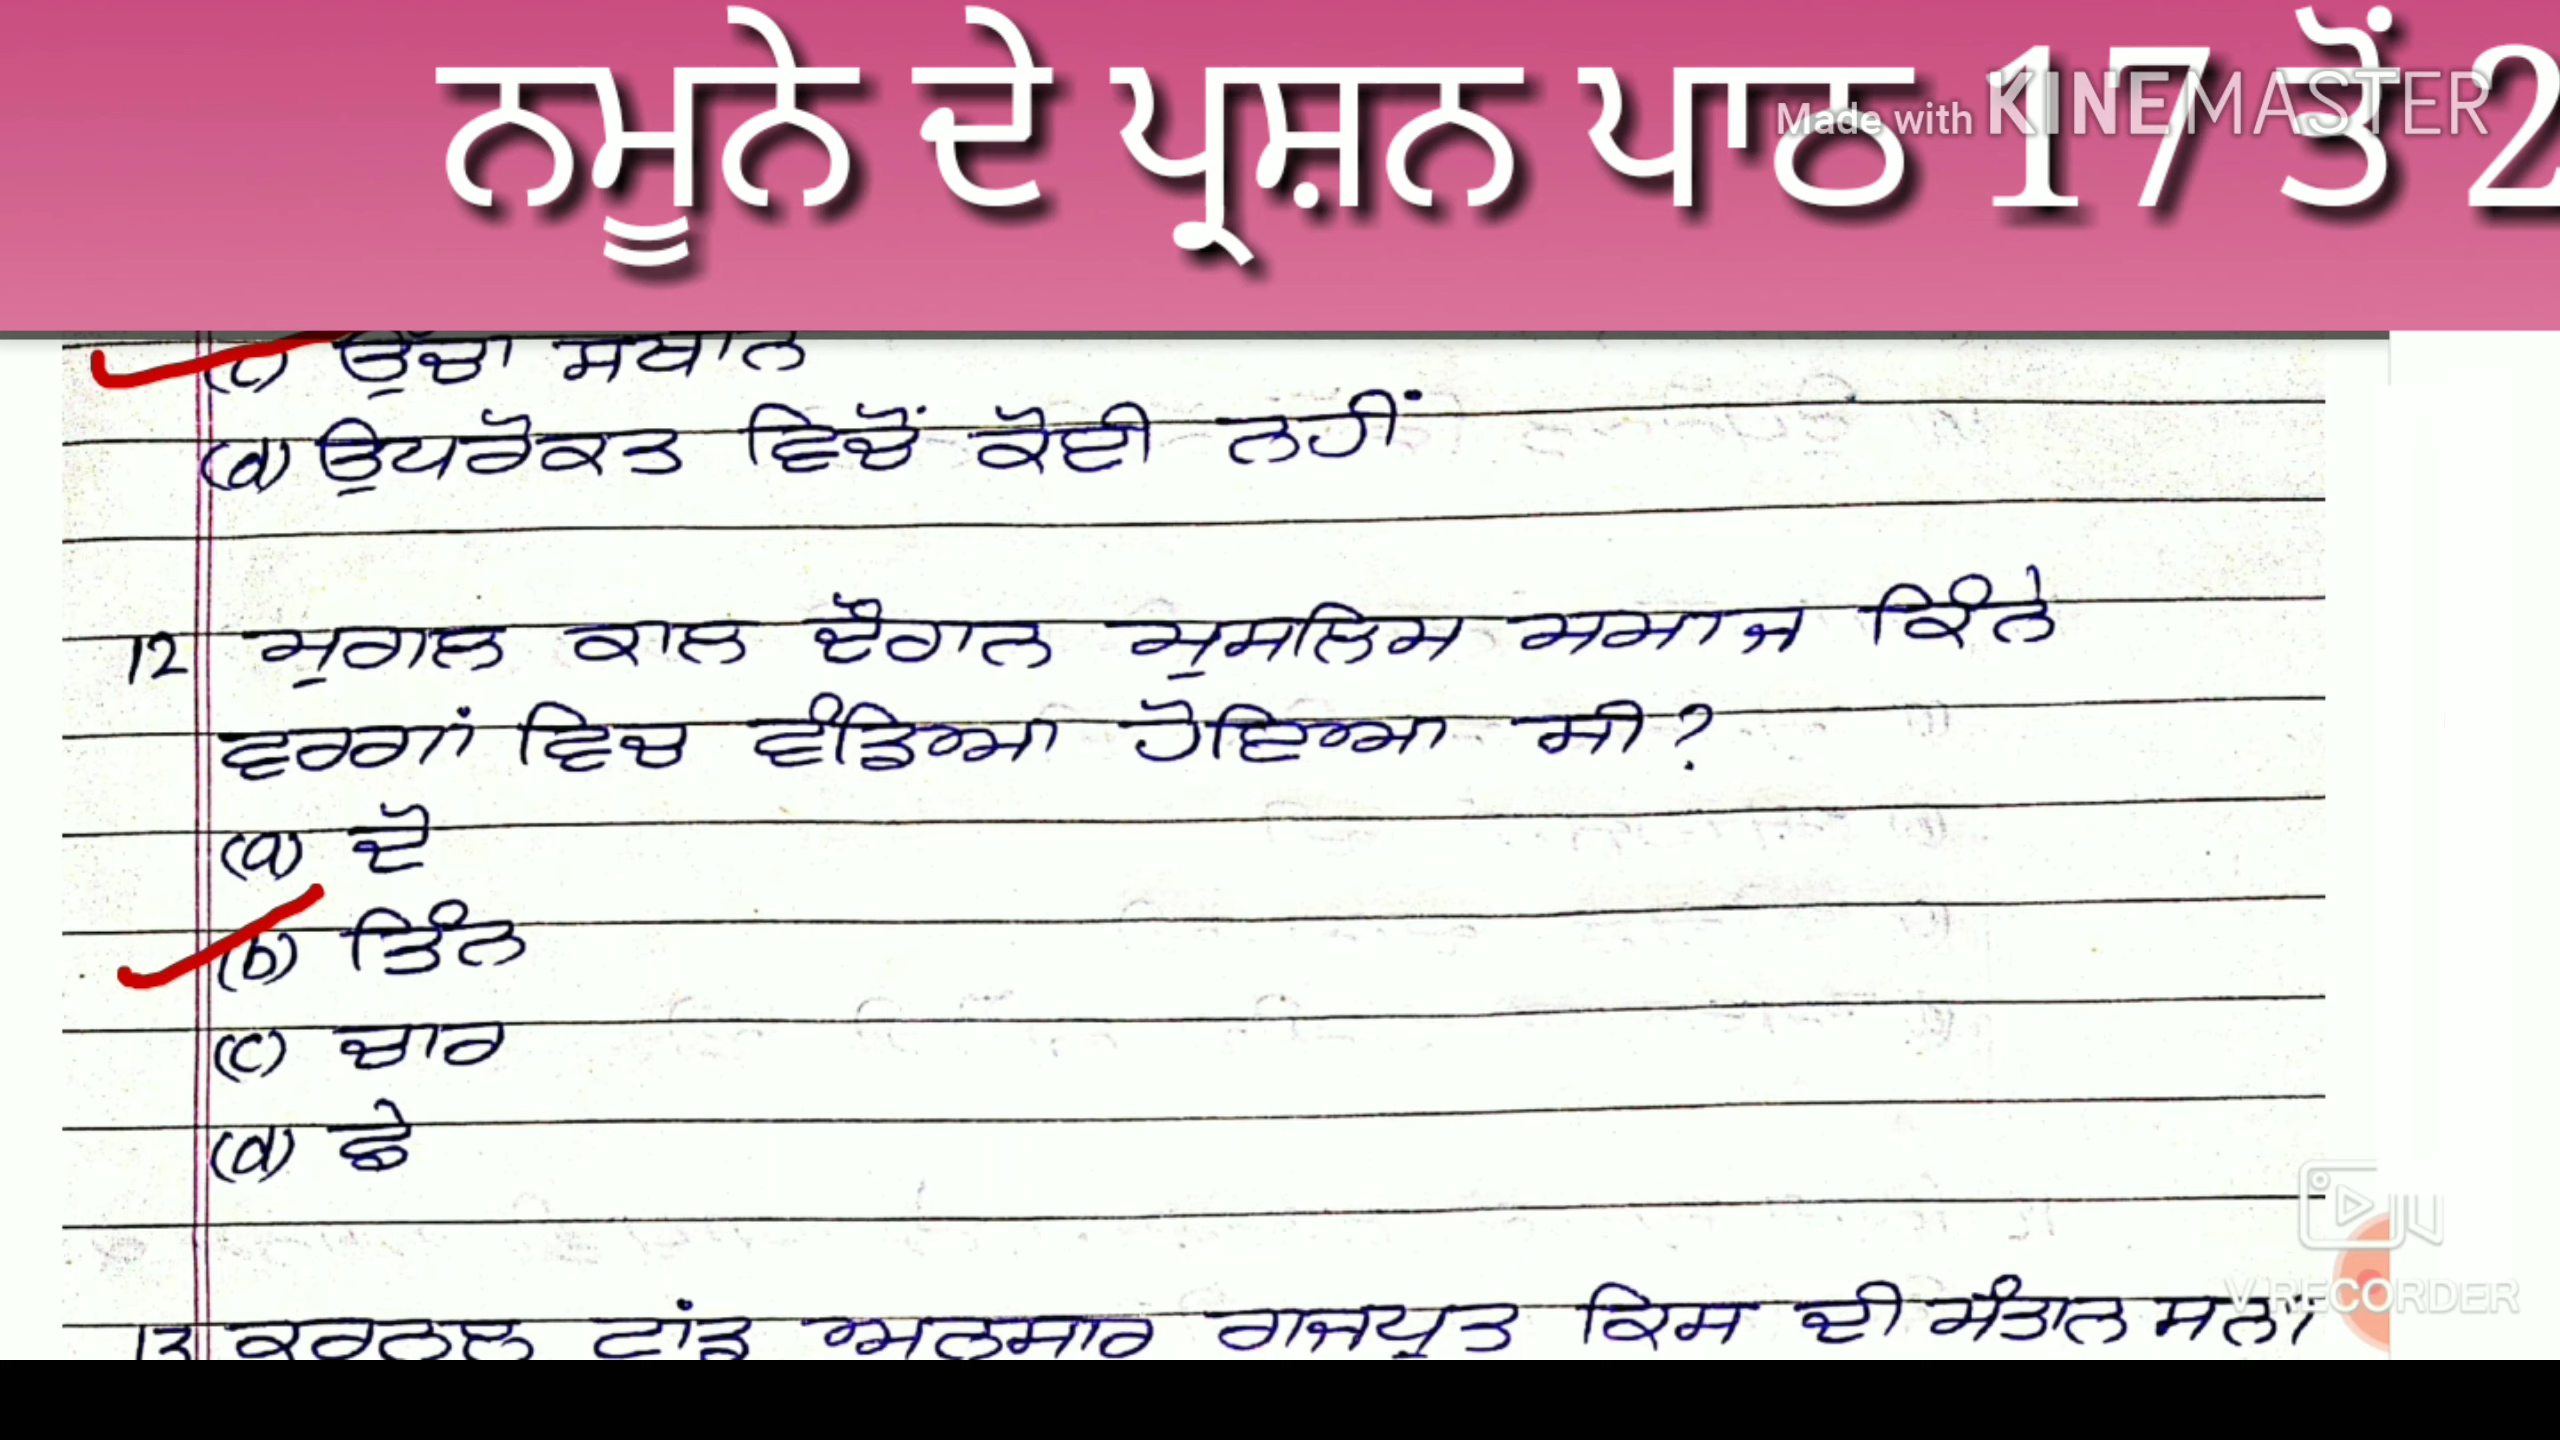 ਨਮੂਨੇ ਦੇ ਪ੍ਰਸ਼ਨ ਪਾਠ 17 ਤੋਂ 2
Made with KINEMASTER
(c) ਉੱਚਾ ਸਥਾਨ
(d) ਉਪਰੋਕਤ ਵਿਚੋਂ ਕੋਈ ਨਹੀਂ
12 ਮੁਗਲ ਕਾਲ ਦੌਰਾਨ ਮੁਸਲਿਮ ਸਮਾਜ ਕਿੰਨੇ
ਵਰਗਾਂ ਵਿਚ ਵੰਡਿਆ ਹੋਇਆ ਸੀ?
(a) ਦੋ
(b) ਤਿੰਨ
(c) ਚਾਰ
(d) ਛੇ
13 ਕਰਨਲ ਟਾਂਡ ਅਨੁਸਾਰ ਰਾਜਪੂਤ ਕਿਸ ਦੀ ਸੰਤਾਨ ਸਨ?
V RECORDER